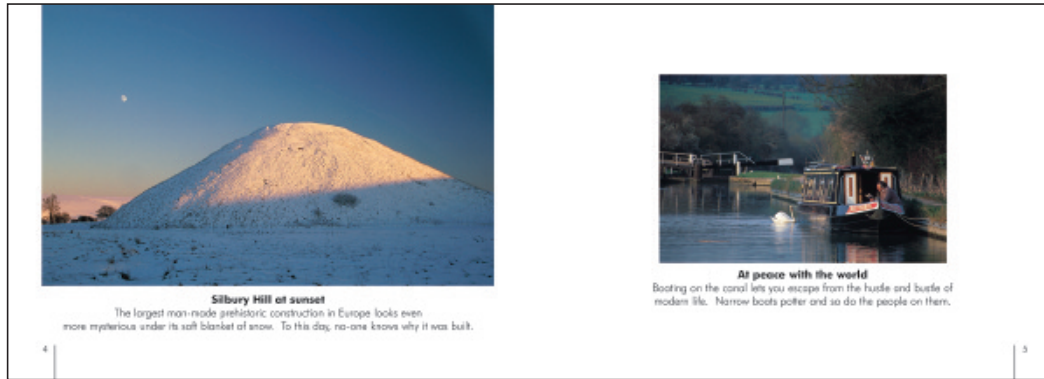 Silbury Hill at sunset
The largest man-made prehistoric construction in Europe looks even
more mysterious under its soft blanket of snow. To this day, no-one knows why it was built.
4
At peace with the world
Boating on the canal lets you escape from the hustle and bustle of
modern life. Narrow boats potter and so do the people on them.
5